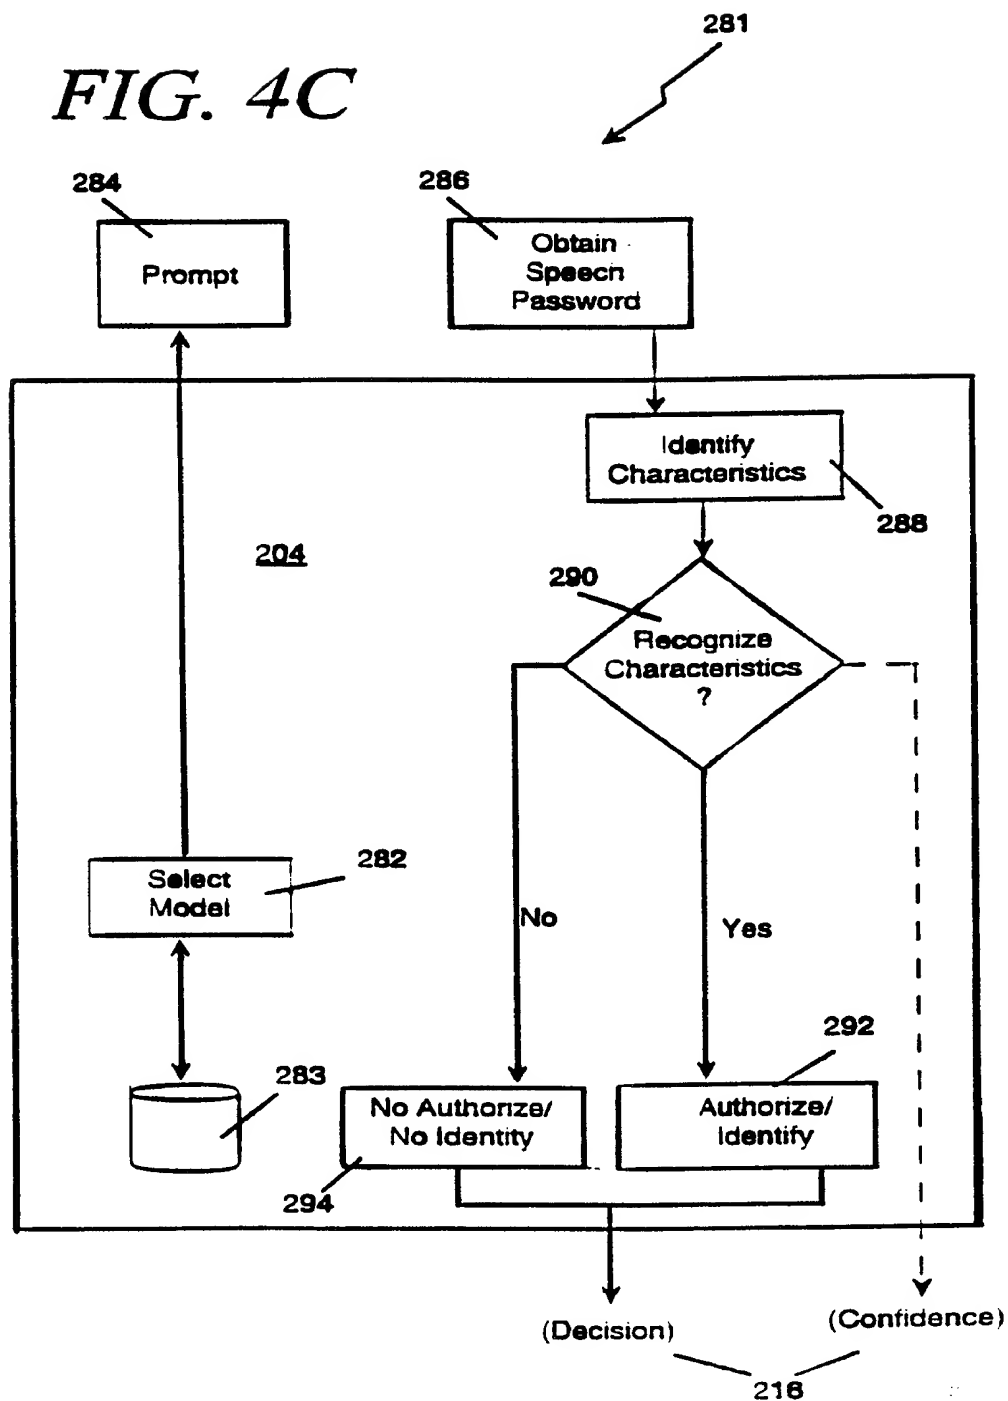 281
FIG. 4C
284
286
Prompt
Obtain
Speech
Password
Identify
Characteristics
288
204
290
Recognize
Characteristics
?
282
Select
Model
No
Yes
292
283
No Authorize/
No Identity
Authorize/
Identify
294
(Decision)
(Confidence)
216